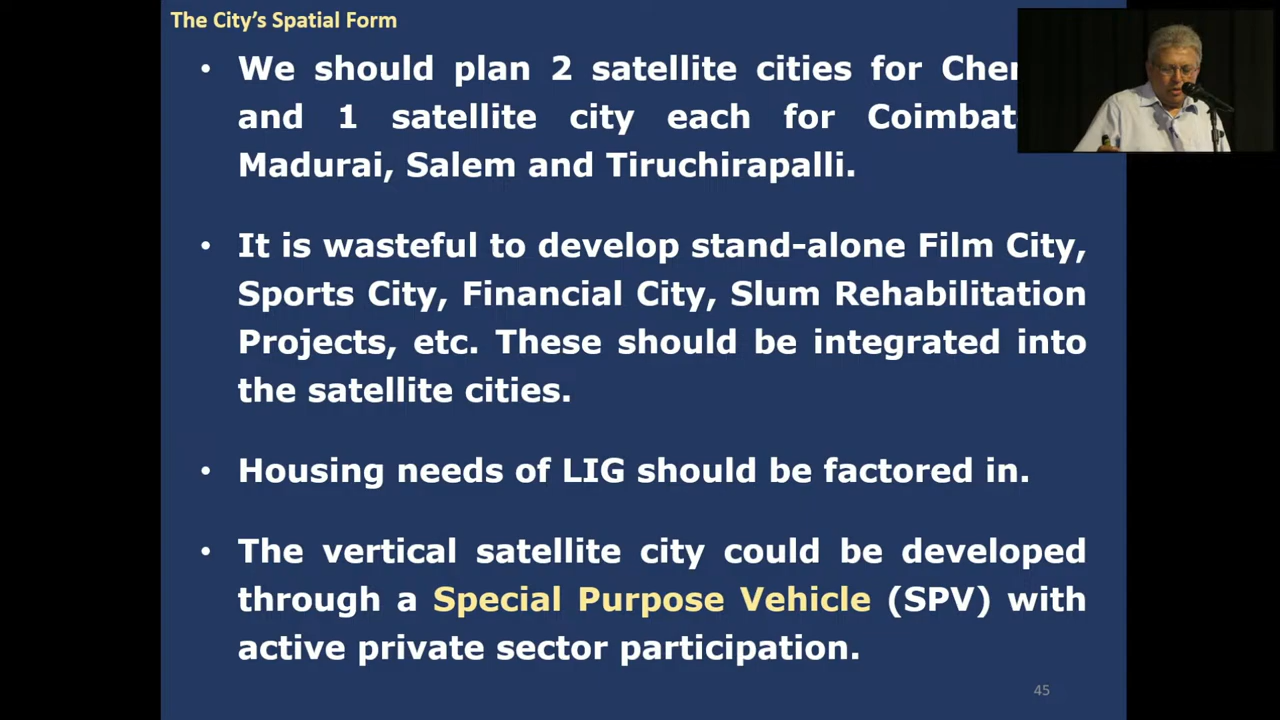 The City’s Spatial Form
• We should plan 2 satellite cities for
and 1 satellite city each for
Madurai, Salem and Tiruchirapalli.
• It is wasteful to develop stand-alone Film City,
Sports City, Financial City, Slum Rehabilitation
Projects, etc. These should be integrated into
the satellite cities.
• Housing needs of LIG should be factored in.
• The vertical satellite city could be developed
through a Special Purpose Vehicle (SPV) with
active private sector participation.
45